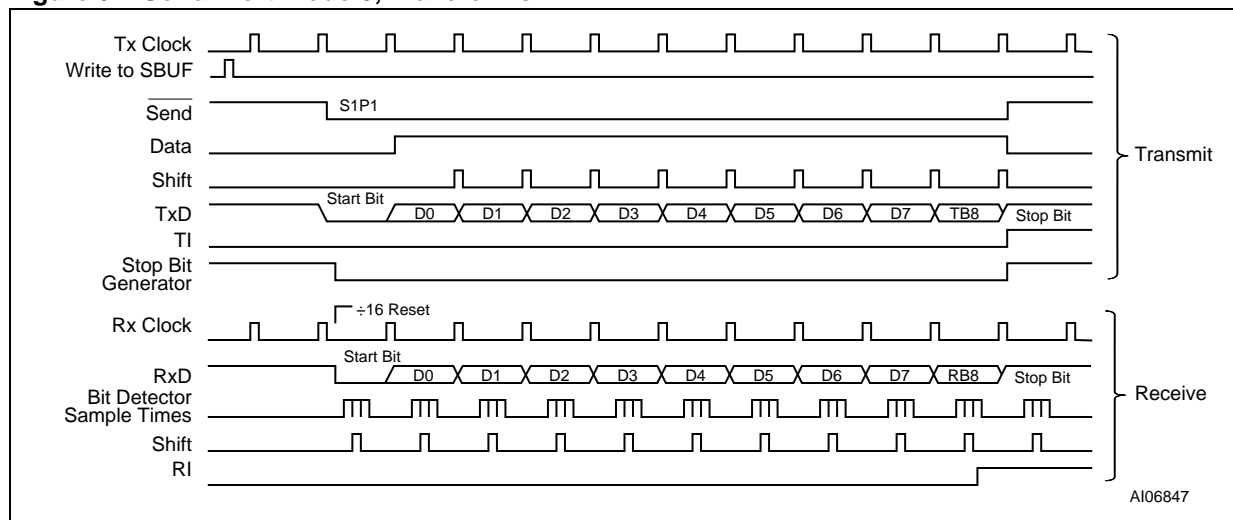 Tx Clock
Write to SBUF
Send
S1P1
Data
Shift
TxD
Start Bit
D0 D1 D2 D3 D4 D5 D6 D7 TB8 Stop Bit
TI
Stop Bit
Generator
Transmit
÷16 Reset
Rx Clock
RxD
Start Bit
D0 D1 D2 D3 D4 D5 D6 D7 RB8 Stop Bit
Bit Detector
Sample Times
Shift
RI
Receive
AI06847